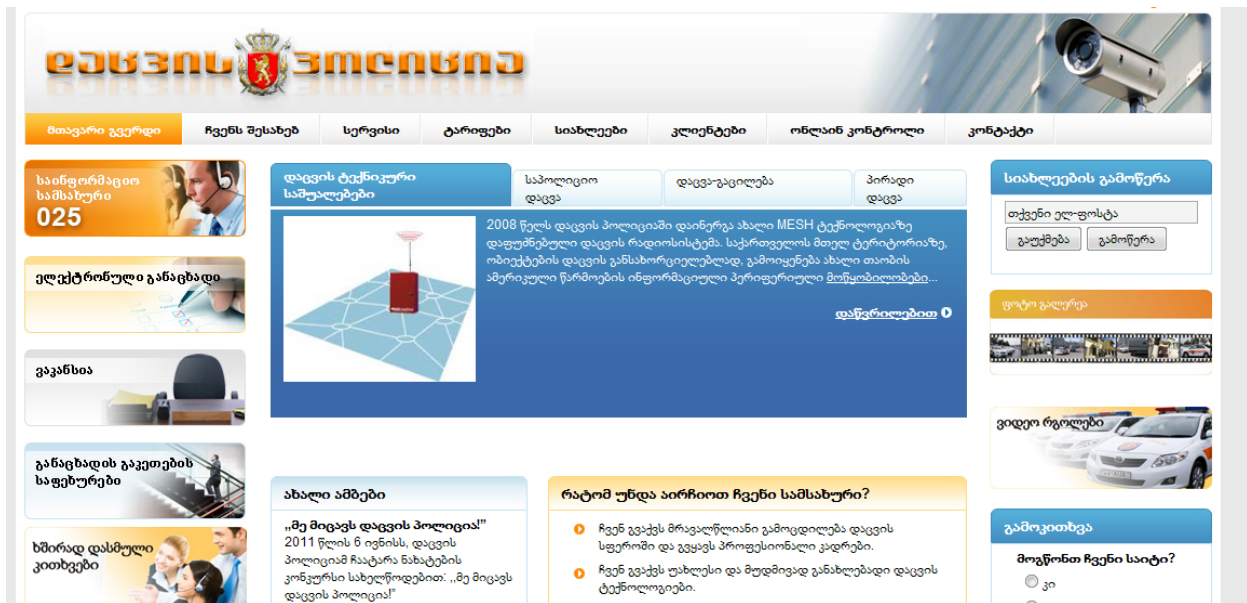 დაცვის პოლიცია
მთავარი გვერდი ჩვენს შესახებ სერვისი ტარიფები სიახლეები კლიენტები ონლაინ კონტროლი კონტაქტი
საინფორმაციო
სამსახური
025
ელექტრონული განაცხადი
ვაკანსია
განაცხადის გაკეთების
საფეხურები
ხშირად დასმული
კითხვები
დაცვის ტექნიკური
საშუალებები
საპოლიციო
დაცვა
დაცვა-გაცილება
პირადი
დაცვა
2008 წელს დაცვის პოლიციაში დაინერგა ახალი MESH ტექნოლოგიაზე
დაფუძნებული დაცვის რადიოსისტემა. საქართველოს მთელ ტერიტორიაზე,
ობიექტების დაცვის განსახორციელებლად, გამოიყენება ახალი თაობის
ამერიკული წარმოების ინფორმაციული პერიფერიული მოწყობილობები...
დაწვრილებით
ახალი ამბები
„მე მიცავს დაცვის პოლიცია!”
2011 წლის 6 ივნისს, დაცვის
პოლიციამ ჩაატარა ნახატების
კონკურსი სახელწოდებით: ,,მე მიცავს
დაცვის პოლიცია!”
რატომ უნდა აირჩიოთ ჩვენი სამსახური?
ჩვენ გვაქვს მრავალწლიანი გამოცდილება დაცვის
სფეროში და გვყავს პროფესიონალი კადრები.
ჩვენ გვაქვს უახლესი და მუდმივად განახლებადი დაცვის
ტექნოლოგიები.
სიახლეების გამოწერა
თქვენი ელ-ფოსტა
გაუქმება გამოწერა
ფოტო გალერეა
ვიდეო რგოლები
გამოკითხვა
მოგწონთ ჩვენი საიტი?
კი